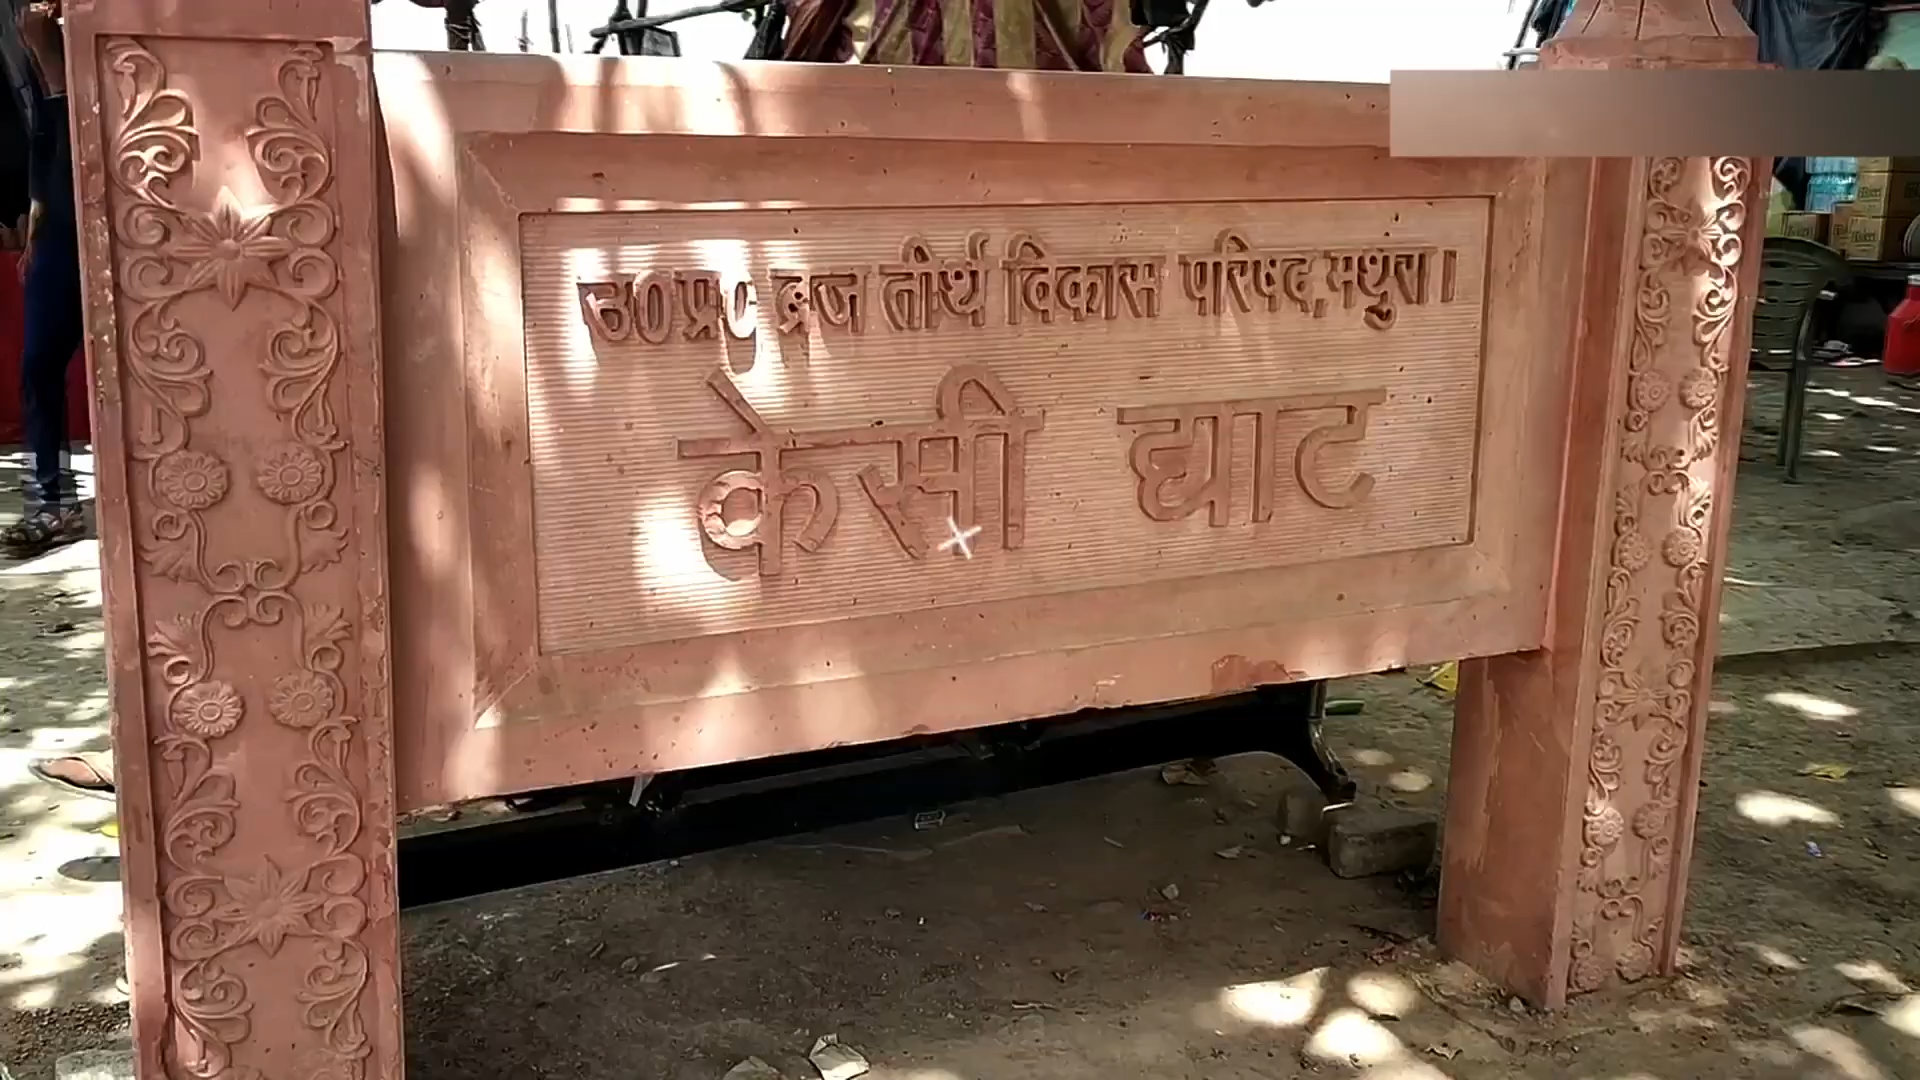 उ0प्र0 ब्रज तीर्थ विकास परिषद,मथुरा।
केसी घाट